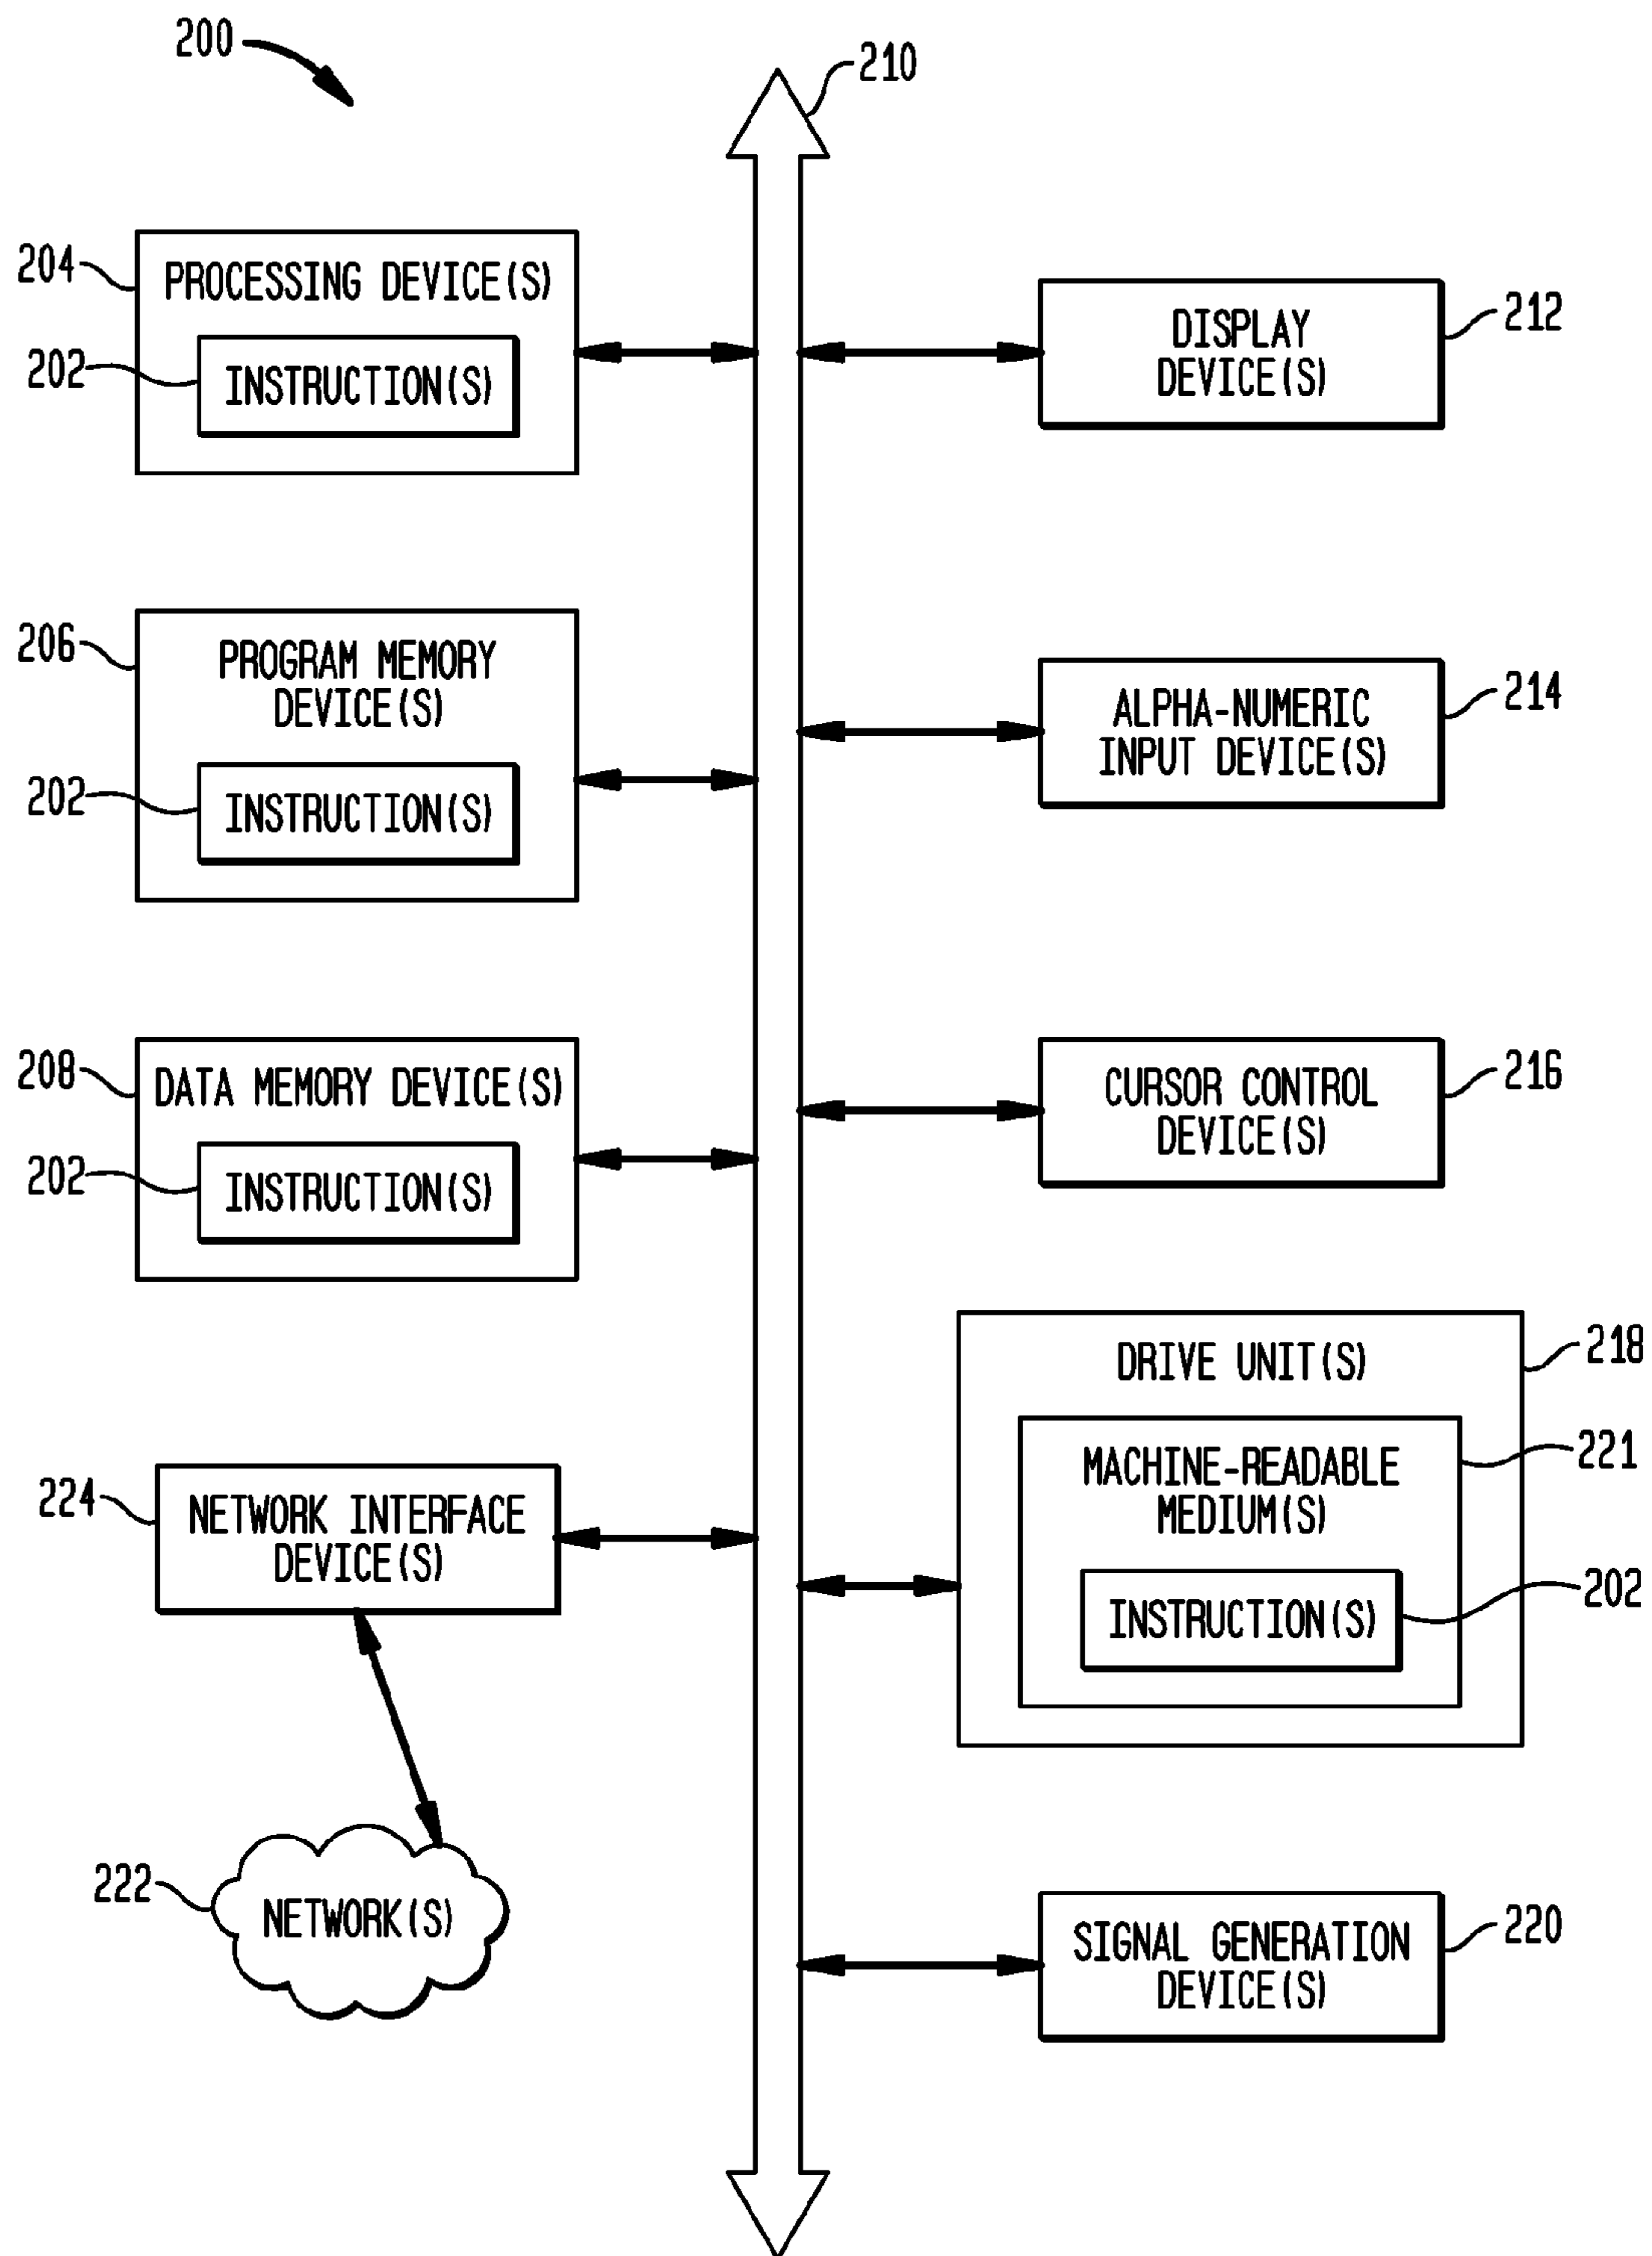 200
210
204
PROCESSING DEVICE(S)
202
INSTRUCTION(S)
212
DISPLAY
DEVICE(S)
206
PROGRAM MEMORY
DEVICE(S)
202
INSTRUCTION(S)
214
ALPHA-NUMERIC
INPUT DEVICE(S)
208
DATA MEMORY DEVICE(S)
202
INSTRUCTION(S)
216
CURSOR CONTROL
DEVICE(S)
218
DRIVE UNIT(S)
221
MACHINE-READABLE
MEDIUM(S)
202
INSTRUCTION(S)
224
NETWORK INTERFACE
DEVICE(S)
222
NETWORK(S)
220
SIGNAL GENERATION
DEVICE(S)